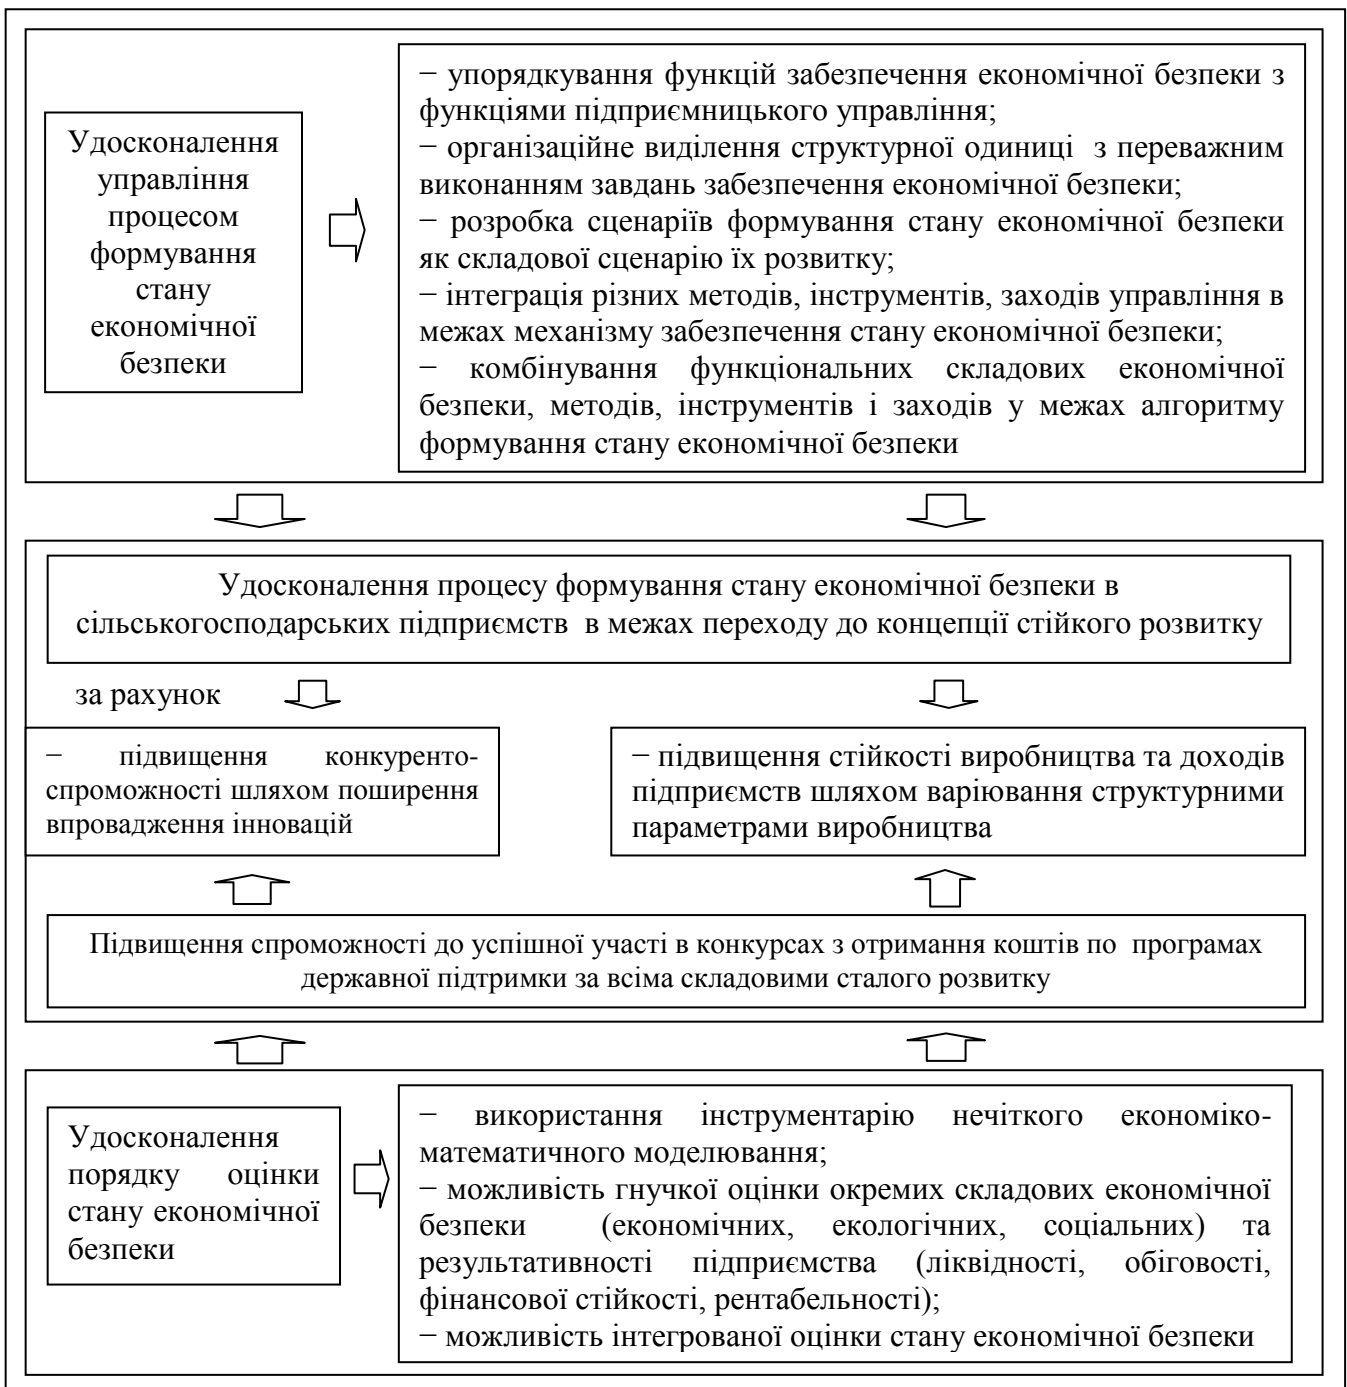 Удосконалення
управління
процесом
формування
стану
економічної
безпеки
− упорядкування функцій забезпечення економічної безпеки з
функціями підприємницького управління;
− організаційне виділення структурної одиниці з переважним
виконанням завдань забезпечення економічної безпеки;
− розробка сценаріїв формування стану економічної безпеки
як складової сценарію їх розвитку;
− інтеграція різних методів, інструментів, заходів управління в
межах механізму забезпечення стану економічної безпеки;
− комбінування функціональних складових економічної
безпеки, методів, інструментів і заходів у межах алгоритму
формування стану економічної безпеки
Удосконалення процесу формування стану економічної безпеки в
сільськогосподарських підприємств в межах переходу до концепції стійкого розвитку
за рахунок
− підвищення конкуренто-
спроможності шляхом поширення
впровадження інновацій
− підвищення стійкості виробництва та доходів
підприємств шляхом варіювання структурними
параметрами виробництва
Підвищення спроможності до успішної участі в конкурсах з отримання коштів по програмах
державної підтримки за всіма складовими сталого розвитку
Удосконалення
порядку оцінки
стану економічної
безпеки
− використання інструментарію нечіткого економіко-
математичного моделювання;
− можливість гнучкої оцінки окремих складових економічної
безпеки (економічних, екологічних, соціальних) та
результативності підприємства (ліквідності, обіговості,
фінансової стійкості, рентабельності);
− можливість інтегрованої оцінки стану економічної безпеки